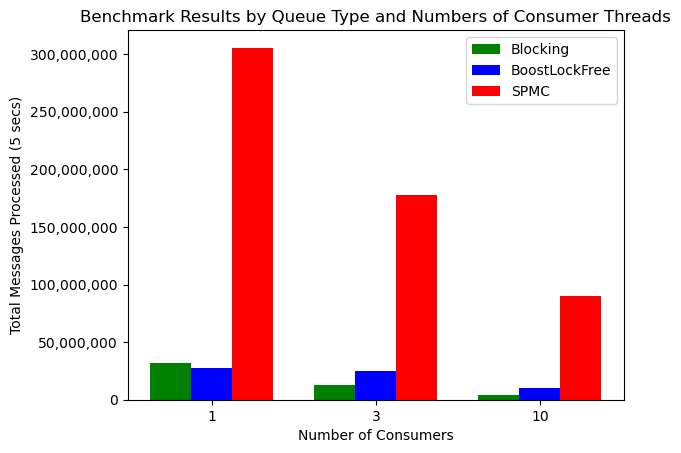 Benchmark Results by Queue Type and Numbers of Consumer Threads
Blocking
BoostLockFree
SPMC
Total Messages Processed (5 secs)
300,000,000
250,000,000
200,000,000
150,000,000
100,000,000
50,000,000
0
1
3
10
Number of Consumers